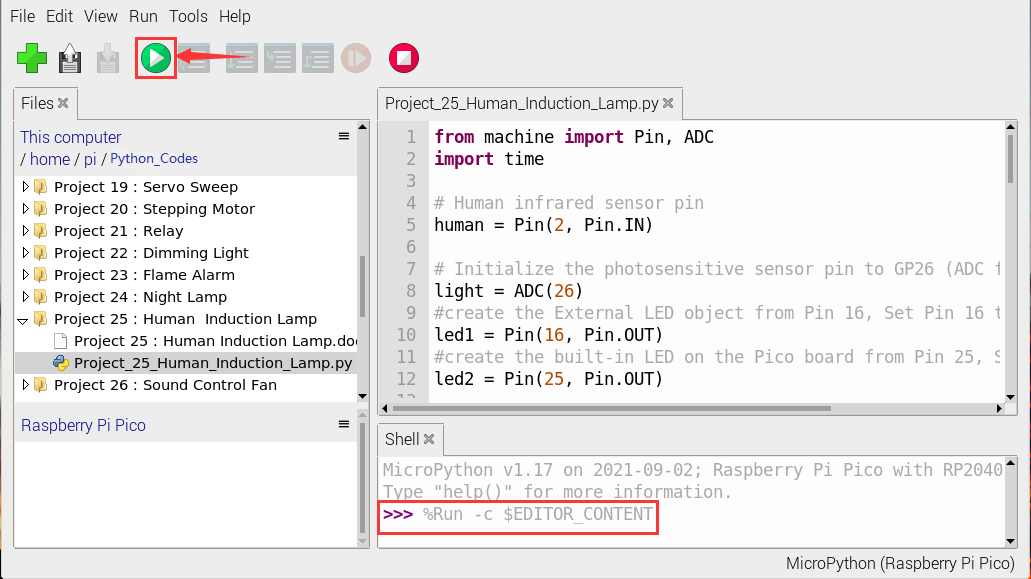 File Edit View Run Tools Help
Files
This computer
/ home / pi / Python_Codes
Project 19 : Servo Sweep
Project 20 : Stepping Motor
Project 21 : Relay
Project 22 : Dimming Light
Project 23 : Flame Alarm
Project 24 : Night Lamp
Project 25 : Human  Induction Lamp
Project 25 : Human Induction Lamp.doc
Project_25_Human_Induction_Lamp.py
Project 26 : Sound Control Fan
Raspberry Pi Pico
Project_25_Human_Induction_Lamp.py
1 from machine import Pin, ADC
2 import time
3
4 # Human infrared sensor pin
5 human = Pin(2, Pin.IN)
6
7 # Initialize the photosensitive sensor pin to GP26 (ADC f
8 light = ADC(26)
9 #create the External LED object from Pin 16, Set Pin 16 t
10 led1 = Pin(16, Pin.OUT)
11 #create the built-in LED on the Pico board from Pin 25, S
12 led2 = Pin(25, Pin.OUT)
Shell
MicroPython v1.17 on 2021-09-02; Raspberry Pi Pico with RP2040
Type "help()" for more information.
>>> %Run -c $EDITOR_CONTENT
MicroPython (Raspberry Pi Pico)